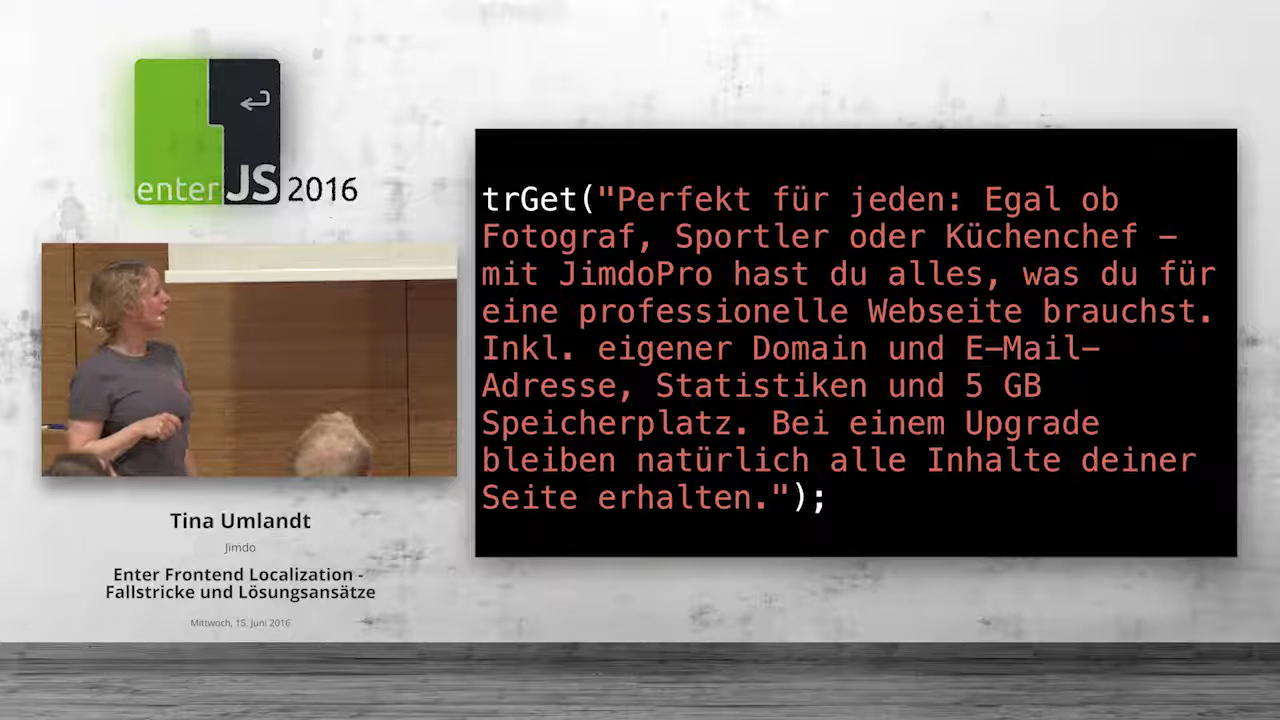 enterJS 2016
trGet("Perfekt für jeden: Egal ob
Fotograf, Sportler oder Küchenchef –
mit JimdoPro hast du alles, was du für
eine professionelle Webseite brauchst.
Inkl. eigener Domain und E–Mail–
Adresse, Statistiken und 5 GB
Speicherplatz. Bei einem Upgrade
bleiben natürlich alle Inhalte deiner
Seite erhalten.");
Tina Umlandt
Jimdo
Enter Frontend Localization -
Fallstricke und Lösungsansätze
Mittwoch, 15. Juni 2016